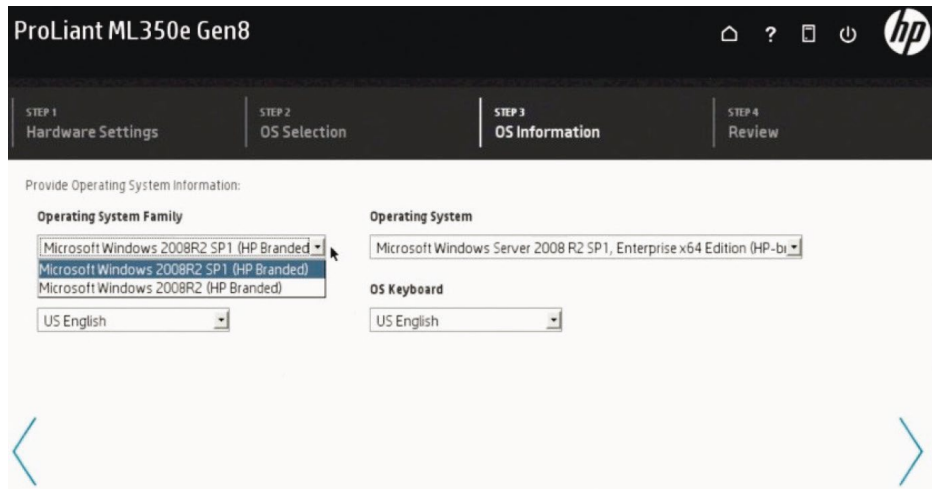 ProLiant ML350e Gen8
?
hp
STEP 1
Hardware Settings
STEP 2
OS Selection
STEP 3
OS Information
STEP 4
Review
Provide Operating System Information:
Operating System Family
Operating System
Microsoft Windows 2008R2 SP1 (HP Branded
Microsoft Windows Server 2008 R2 SP1, Enterprise x64 Edition (HP-bi
Microsoft Windows 2008R2 SP1 (HP Branded)
Microsoft Windows 2008R2 (HP Branded)
OS Keyboard
US English
US English